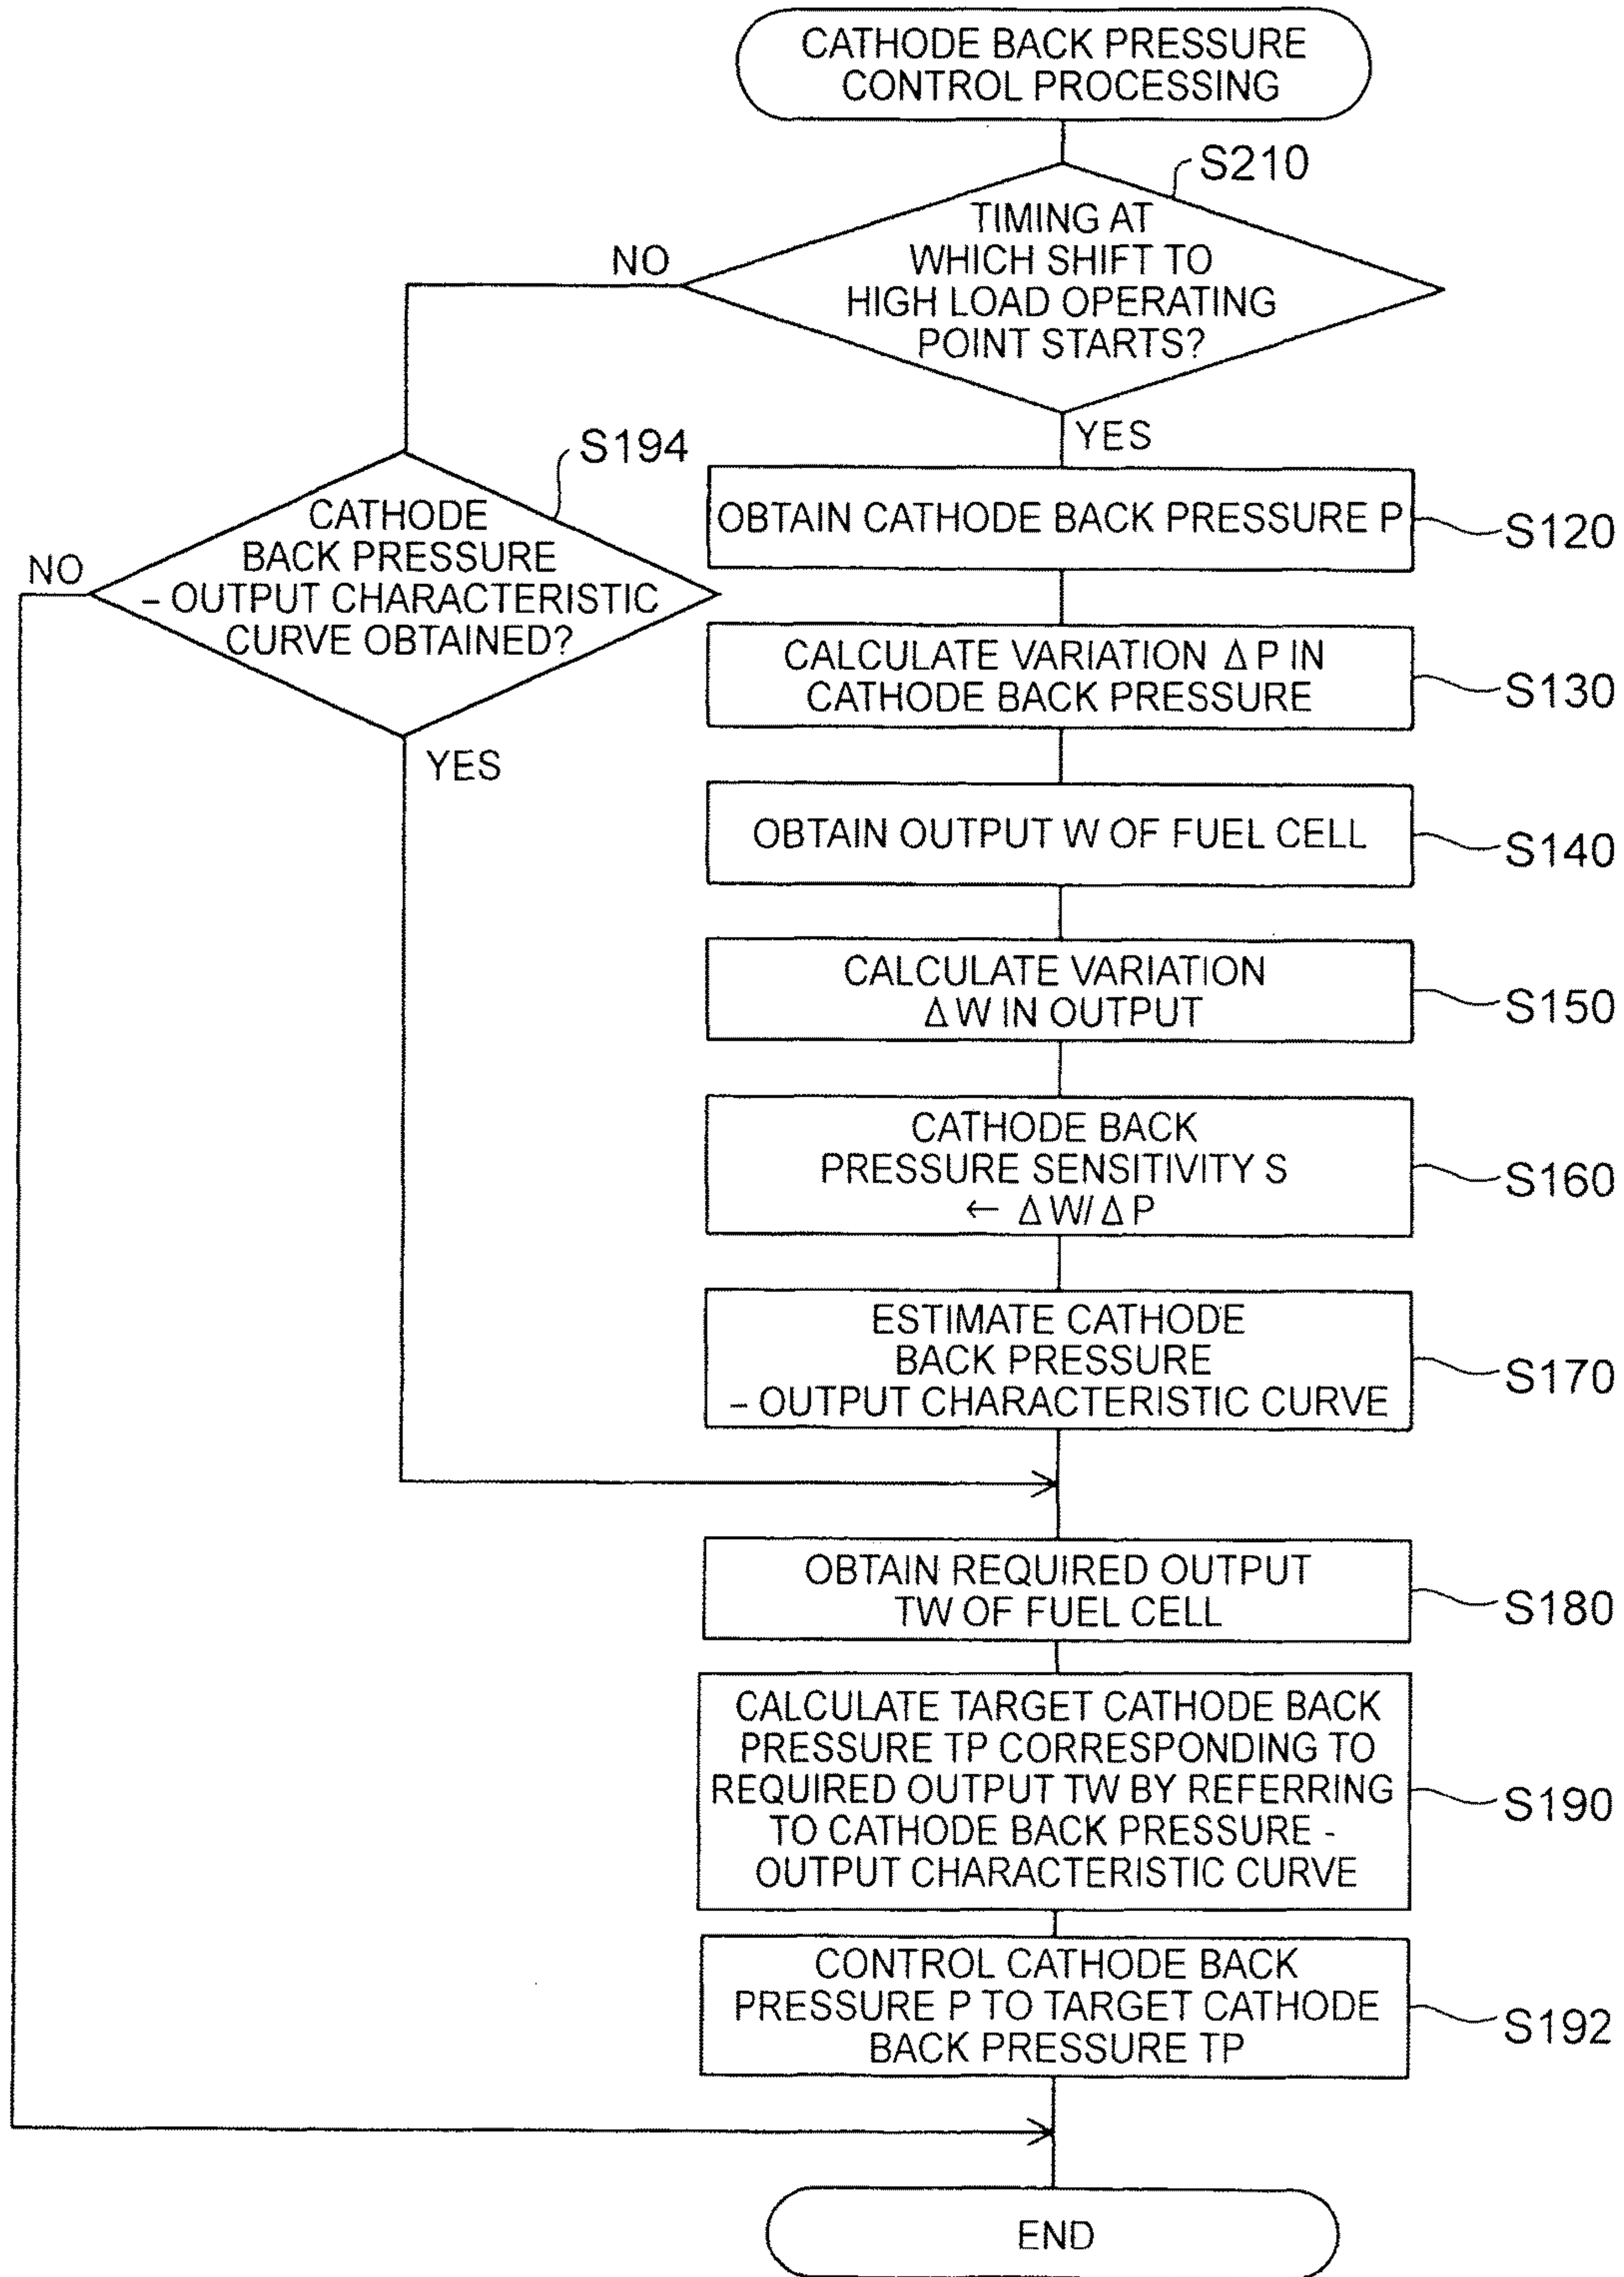 CATHODE BACK PRESSURE
CONTROL PROCESSING
S210
TIMING AT
WHICH SHIFT TO
HIGH LOAD OPERATING
POINT STARTS?
NO
YES
S194
CATHODE
BACK PRESSURE
– OUTPUT CHARACTERISTIC
CURVE OBTAINED?
NO
YES
OBTAIN CATHODE BACK PRESSURE P
S120
CALCULATE VARIATION Δ P IN
CATHODE BACK PRESSURE
S130
OBTAIN OUTPUT W OF FUEL CELL
S140
CALCULATE VARIATION
Δ W IN OUTPUT
S150
CATHODE BACK
PRESSURE SENSITIVITY S
← Δ W/ Δ P
S160
ESTIMATE CATHODE
BACK PRESSURE
– OUTPUT CHARACTERISTIC CURVE
S170
OBTAIN REQUIRED OUTPUT
TW OF FUEL CELL
S180
CALCULATE TARGET CATHODE BACK
PRESSURE TP CORRESPONDING TO
REQUIRED OUTPUT TW BY REFERRING
TO CATHODE BACK PRESSURE -
OUTPUT CHARACTERISTIC CURVE
S190
CONTROL CATHODE BACK
PRESSURE P TO TARGET CATHODE
BACK PRESSURE TP
S192
END